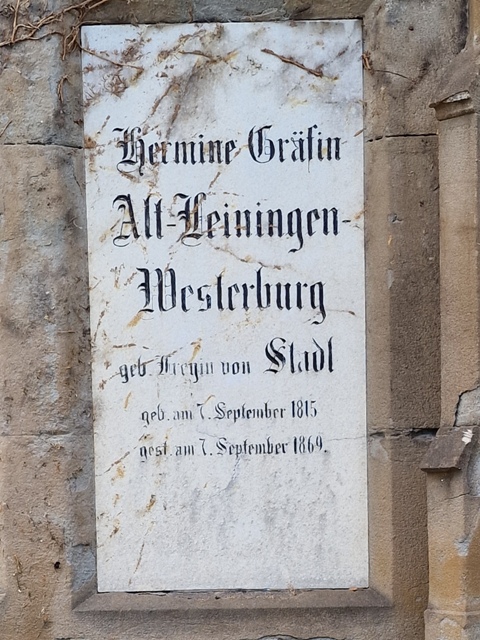 Hermine Gräfin
Alt-Leiningen-
Westerburg
geb. Freyin von Stadl
geb. am 7. September 1815
gest. am 7. September 1869.